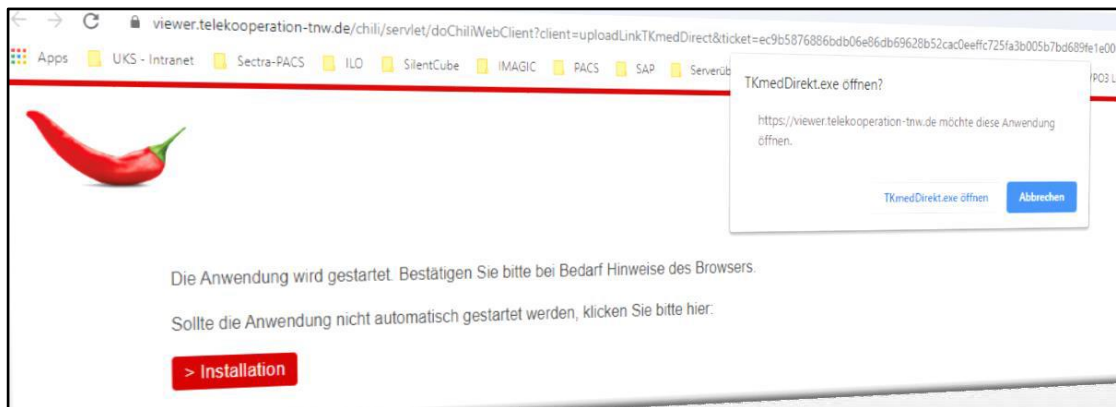 viewer.telekooperation-tnw.de/chili/servlet/doChiliWebClient?client=uploadLinkTKmedDirect&ticket=ec9b5876886bdb06e86db69628b52cac0eeffc725fa3b005b7bd689fe1e00
Apps UKS - Intranet Sectra-PACS ILO SilentCube IMAGIC PACS SAP Serverüb
TKmedDirekt.exe öffnen?
https://viewer.telekooperation-tnw.de möchte diese Anwendung
öffnen.
TKmedDirekt.exe öffnen Abbrechen
Die Anwendung wird gestartet. Bestätigen Sie bitte bei Bedarf Hinweise des Browsers.
Sollte die Anwendung nicht automatisch gestartet werden, klicken Sie bitte hier:
> Installation